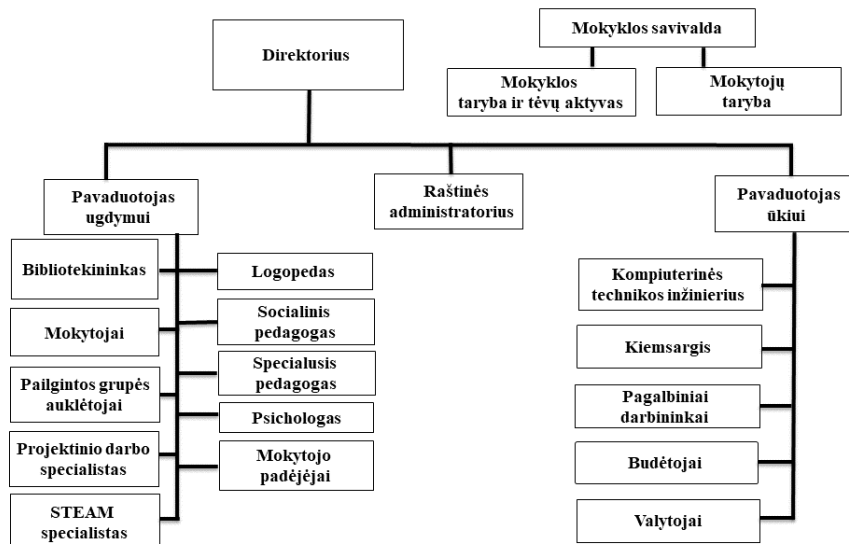 Direktorius
Mokyklos savivalda
Mokyklos
taryba ir tėvų aktyvas
Mokytojų
taryba
Pavaduotojas
ugdymui
Raštinės
administratorius
Pavaduotojas
ūkiui
Bibliotekininkas
Mokytojai
Pailgintos grupės
auklėtojai
Projektinio darbo
specialistas
STEAM
specialistas
Logopedas
Socialinis
pedagogas
Specialusis
pedagogas
Psichologas
Mokytojo
padėjėjai
Kompiuterinės
technikos inžinierius
Kiemsargis
Pagalbiniai
darbininkai
Budėtojai
Valytojai